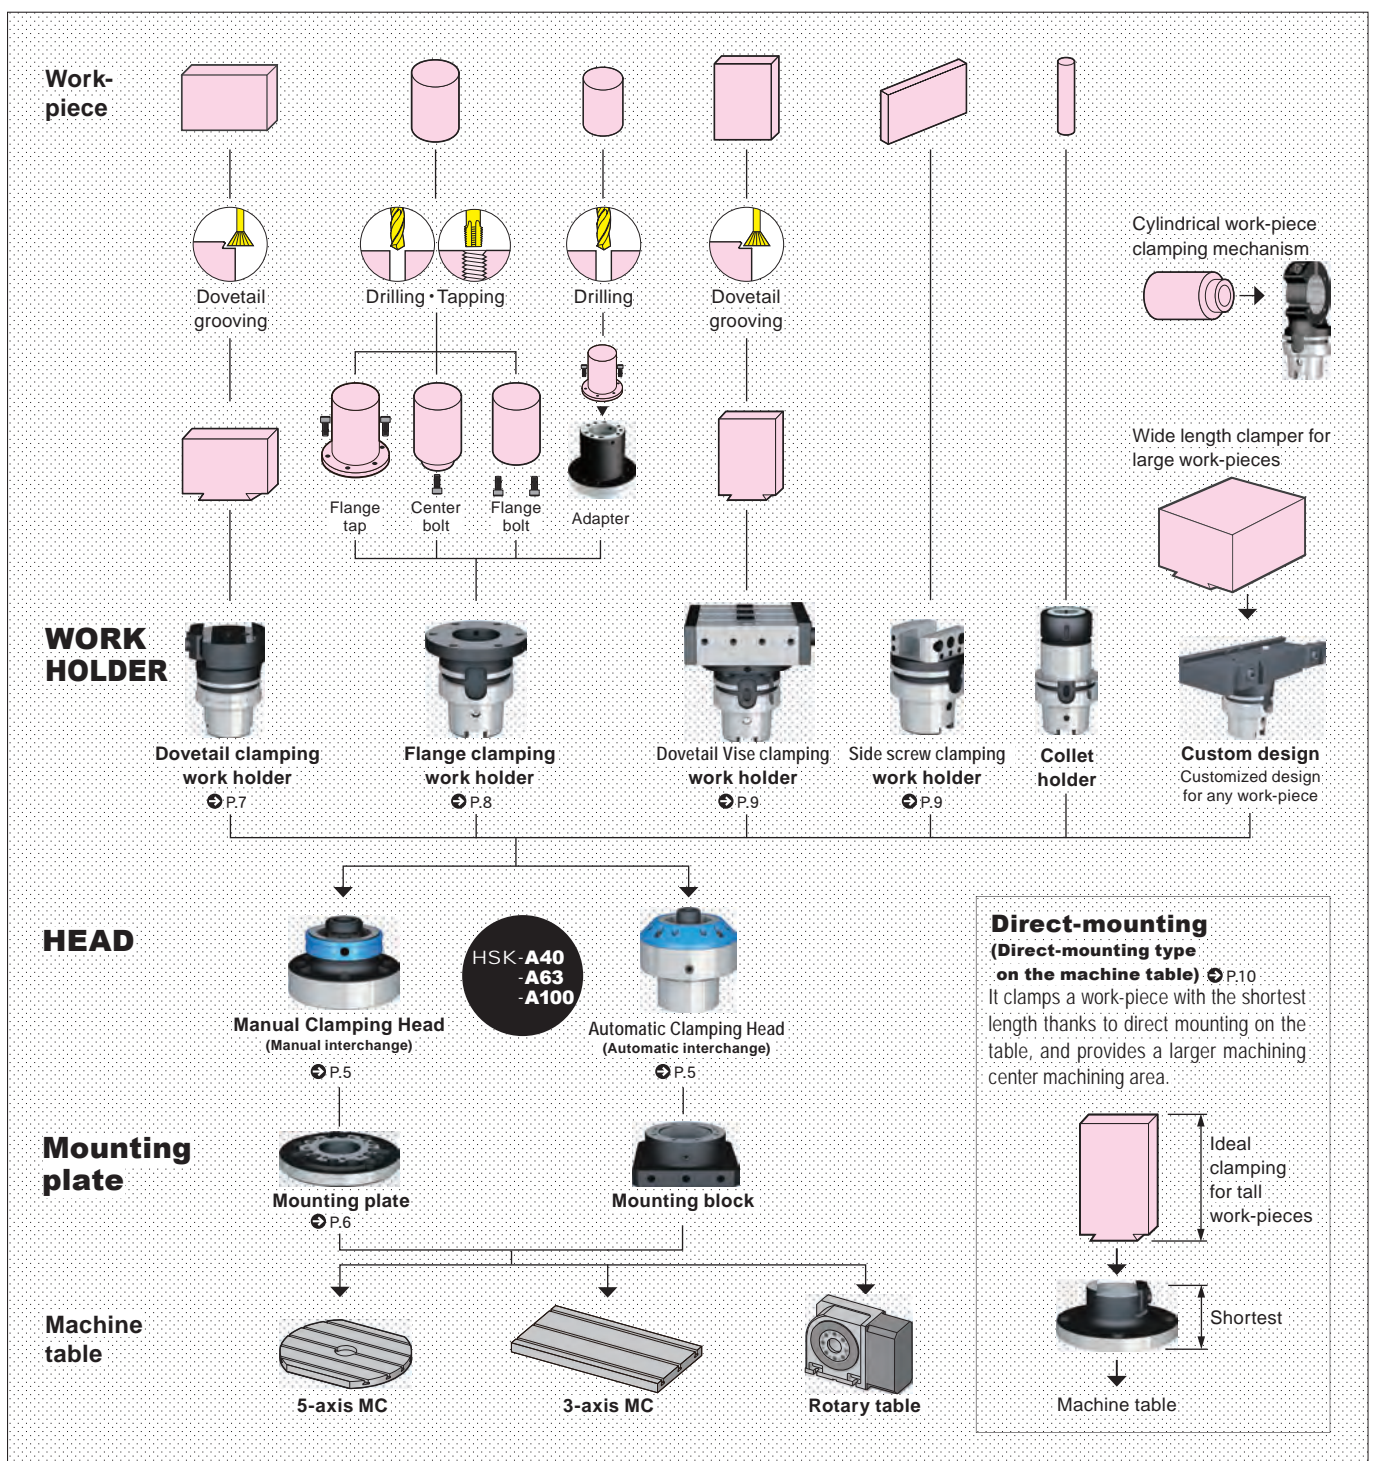 Work-
piece
Dovetail
grooving
Drilling・Tapping
Drilling
Dovetail
grooving
Cylindrical work-piece
clamping mechanism
Flange
tap
Center
bolt
Flange
bolt
Adapter
Wide length clamper for
large work-pieces
WORK
HOLDER
Dovetail clamping
work holder
P.7
Flange clamping
work holder
P.8
Dovetail Vise clamping
work holder
P.9
Side screw clamping
work holder
P.9
Collet
holder
Custom design
Customized design
for any work-piece
HEAD
Manual Clamping Head
(Manual interchange)
P.5
HSK-A40
-A63
-A100
Automatic Clamping Head
(Automatic interchange)
P.5
Mounting
plate
Mounting plate
P.6
Mounting block
Machine
table
5-axis MC
3-axis MC
Rotary table
Direct-mounting
(Direct-mounting type
on the machine table) P.10
It clamps a work-piece with the shortest
length thanks to direct mounting on the
table, and provides a larger machining
center machining area.
Ideal
clamping
for tall
work-pieces
Shortest
Machine table